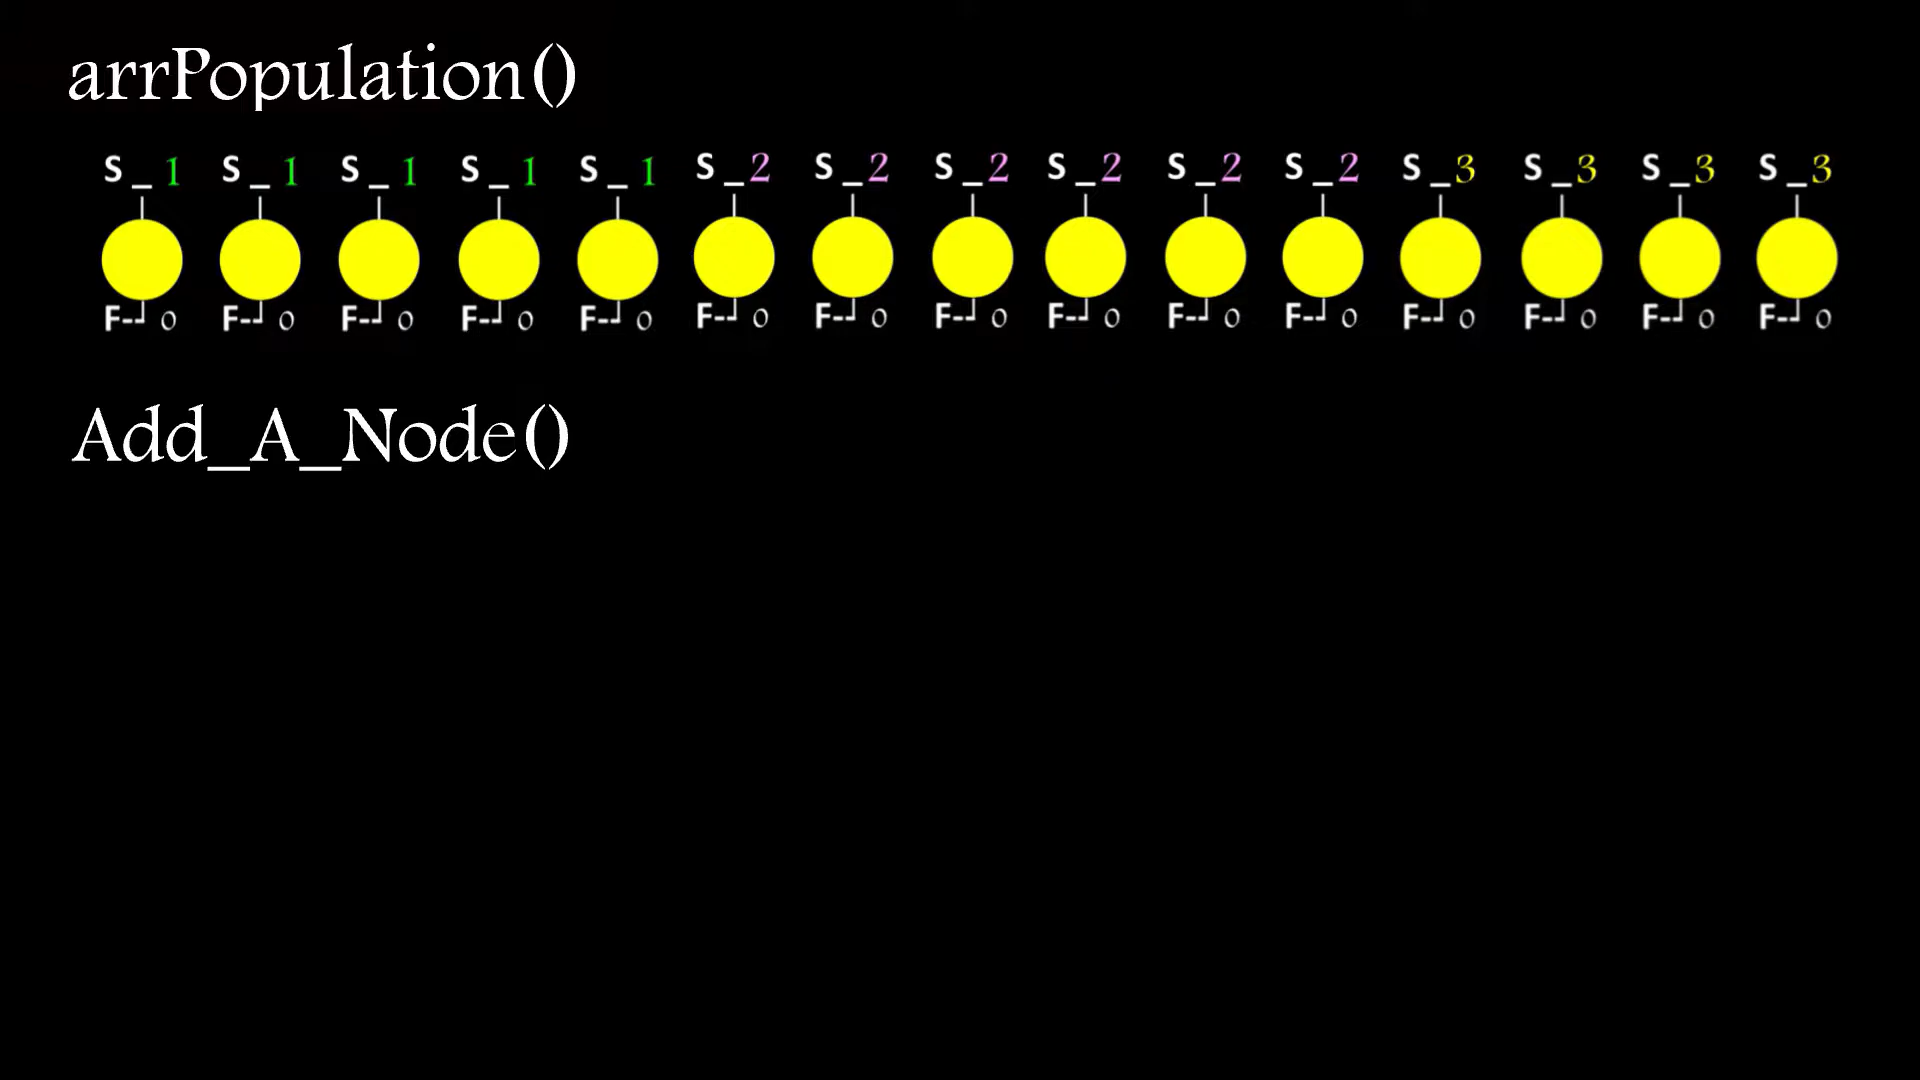 arrPopulation()
S_1 S_1 S_1 S_1 S_1 S_2 S_2 S_2 S_2 S_2 S_2 S_3 S_3 S_3 S_3
F--┘0 F--┘0 F--┘0 F--┘0 F--┘0 F--┘0 F--┘0 F--┘0 F--┘0 F--┘0 F--┘0 F--┘0 F--┘0 F--┘0 F--┘0
Add_A_Node()